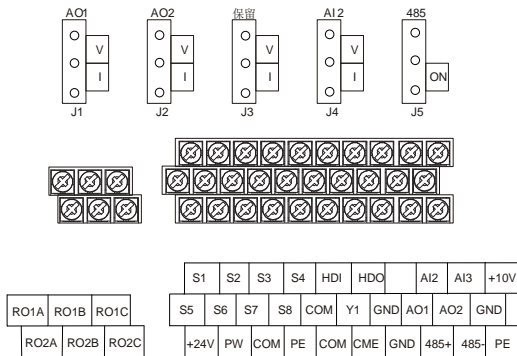 AO1 AO2 保留 AI2 485
V V V V
I I I I ON
J1 J2 J3 J4 J5
S1 S2 S3 S4 HDI HDO AI2 AI3 +10V
RO1A RO1B RO1C S5 S6 S7 S8 COM Y1 GND AO1 AO2 GND
RO2A RO2B RO2C +24V PW COM PE COM CME GND 485+ 485- PE